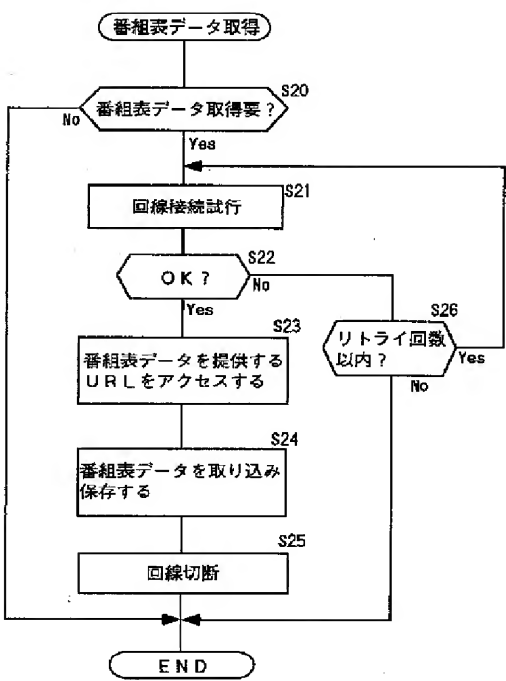 番組表データ取得
S20
番組表データ取得要？
No
Yes
S21
回線接続試行
S22
OK？
No
Yes
S23
番組表データを提供する
URLをアクセスする
S26
リトライ回数
以内？
Yes
No
S24
番組表データを取り込み
保存する
S25
回線切断
END